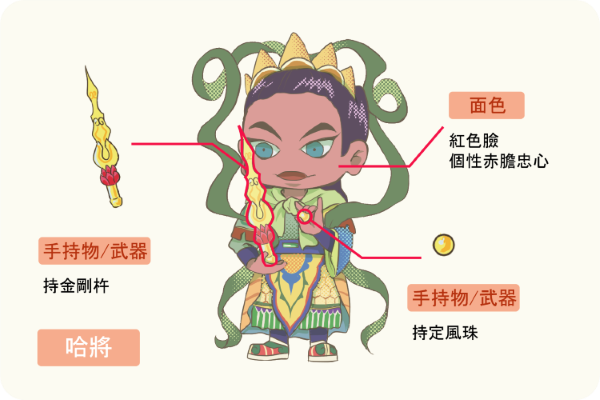 面色
紅色臉
個性赤膽忠心
手持物/武器
持金剛杵
手持物/武器
持定風珠
哈將